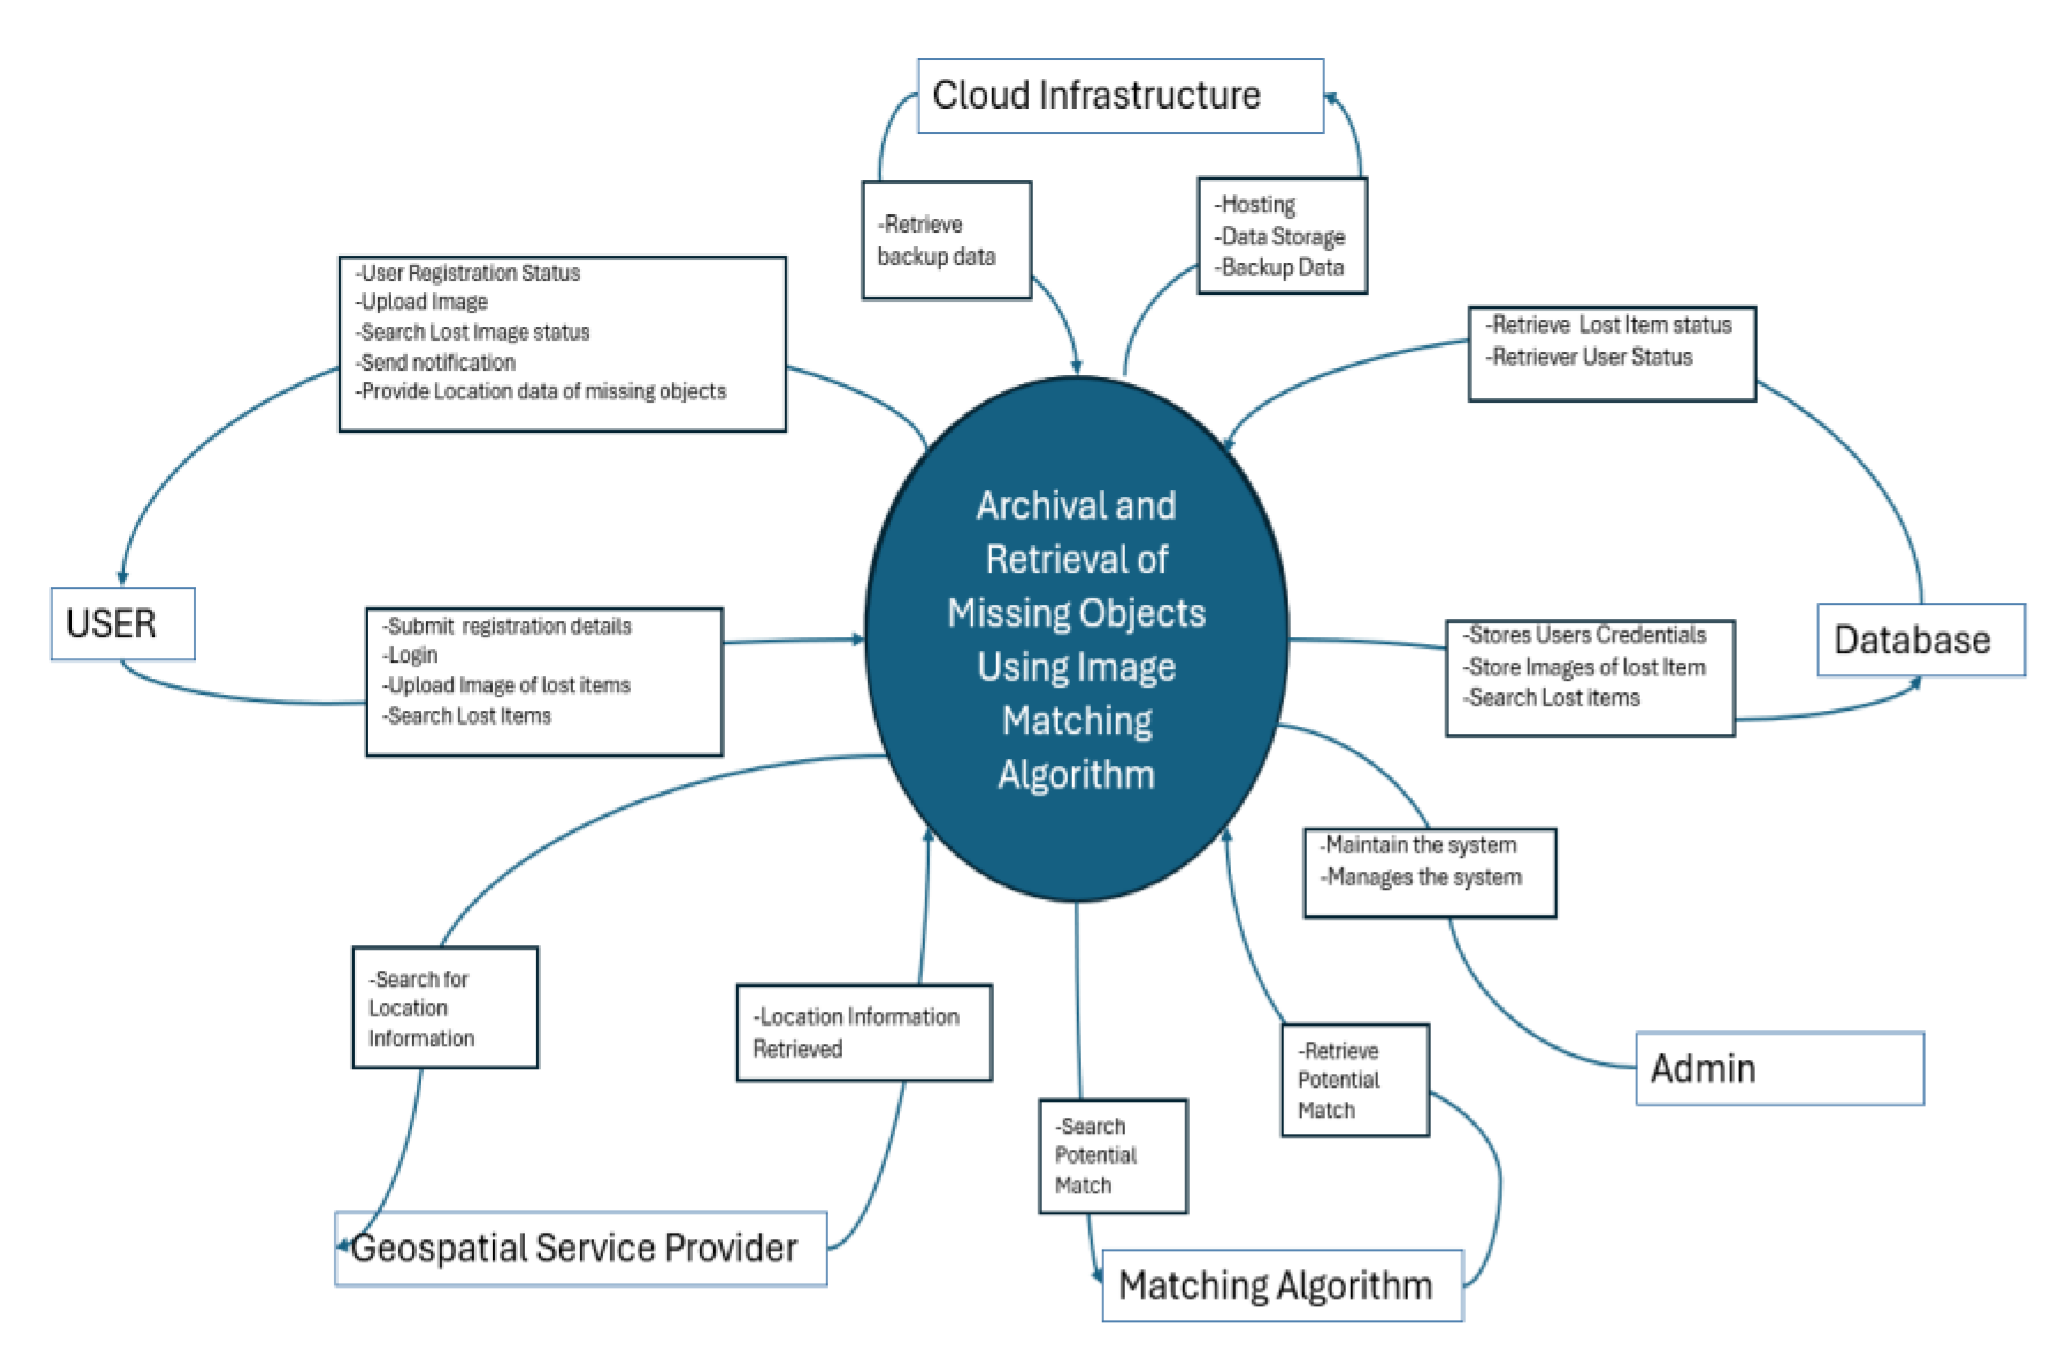 Cloud Infrastructure
-Retrieve
backup data
-Hosting
-Data Storage
-Backup Data
-User Registration Status
-Upload Image
-Search Lost Image status
-Send notification
-Provide Location data of missing objects
-Retrieve Lost Item status
-Retriever User Status
Archival and
Retrieval of
Missing Objects
Using Image
Matching
Algorithm
USER
-Submit registration details
-Login
-Upload Image of lost items
-Search Lost Items
-Stores Users Credentials
-Store Images of lost Item
-Search Lost items
Database
-Maintain the system
-Manages the system
-Search for
Location
Information
-Location Information
Retrieved
-Retrieve
Potential
Match
Admin
-Search
Potential
Match
Geospatial Service Provider
Matching Algorithm